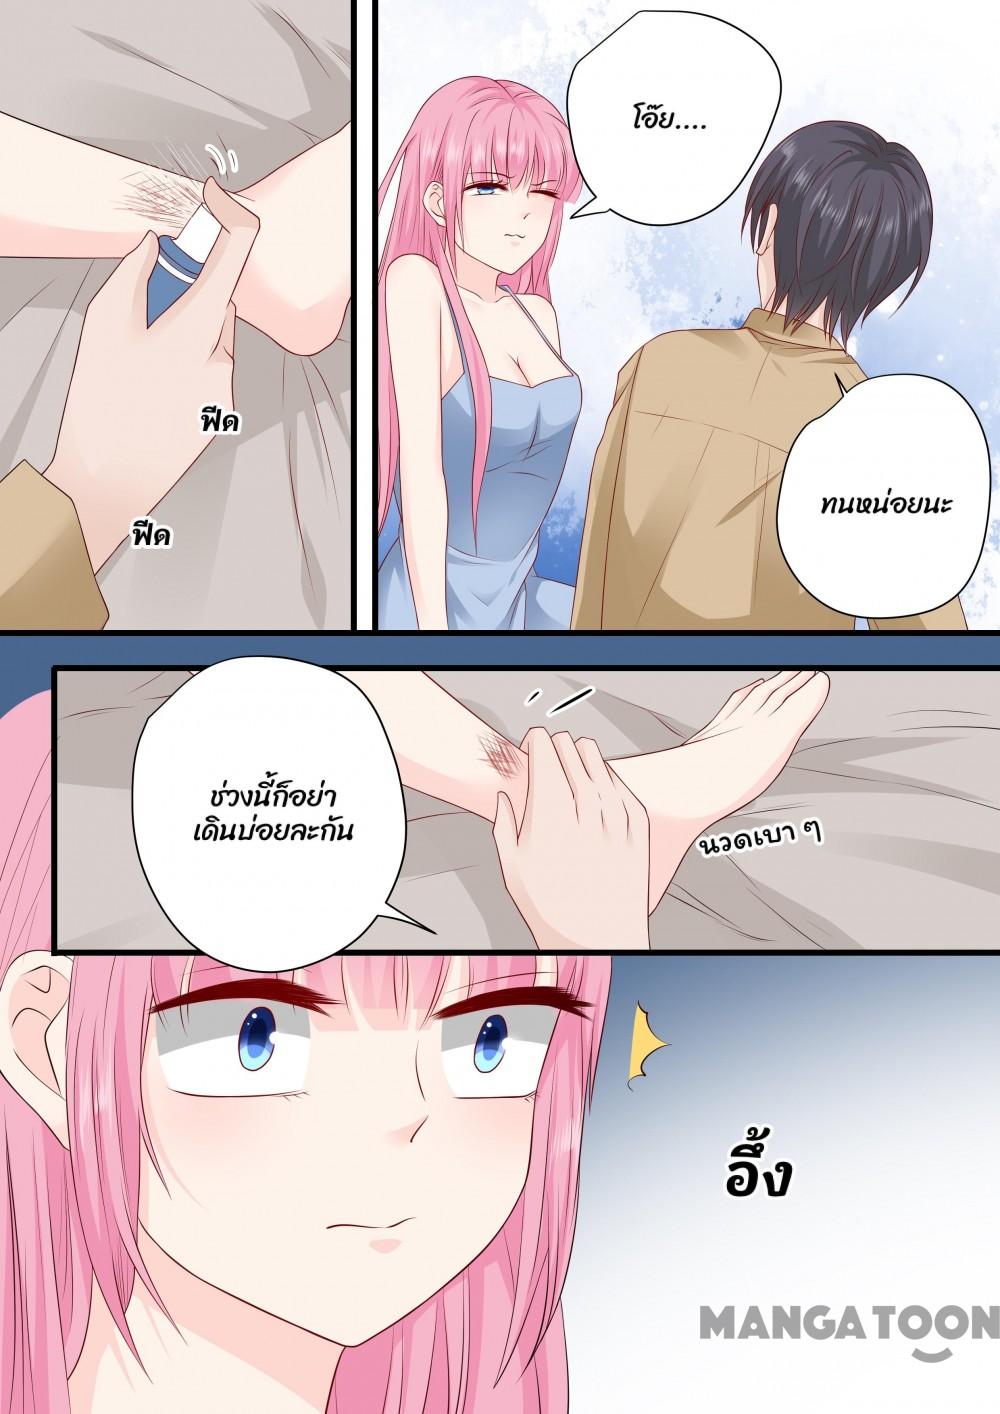 โอ๊ย....
ฟืด
ฟืด
ทนหน่อยนะ
ช่วงนี้ก็อย่า
เดินบ่อยละกัน
นวดเบา ๆ
อึ้ง
MANGATOON